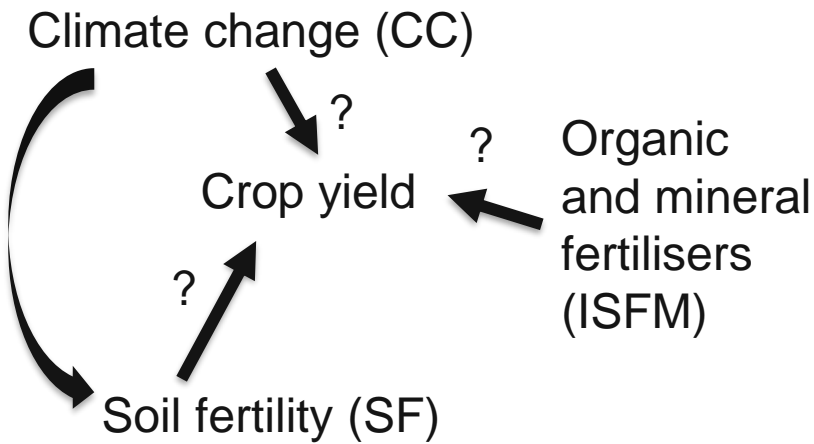 Climate change (CC)
?
?
Organic
and mineral
fertilisers
(ISFM)
Crop yield
?
Soil fertility (SF)